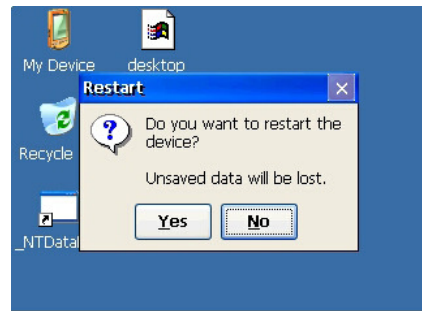 My Device
desktop
Restart
Do you want to restart the
device?
Recycle
Unsaved data will be lost.
Yes
No
_NTData